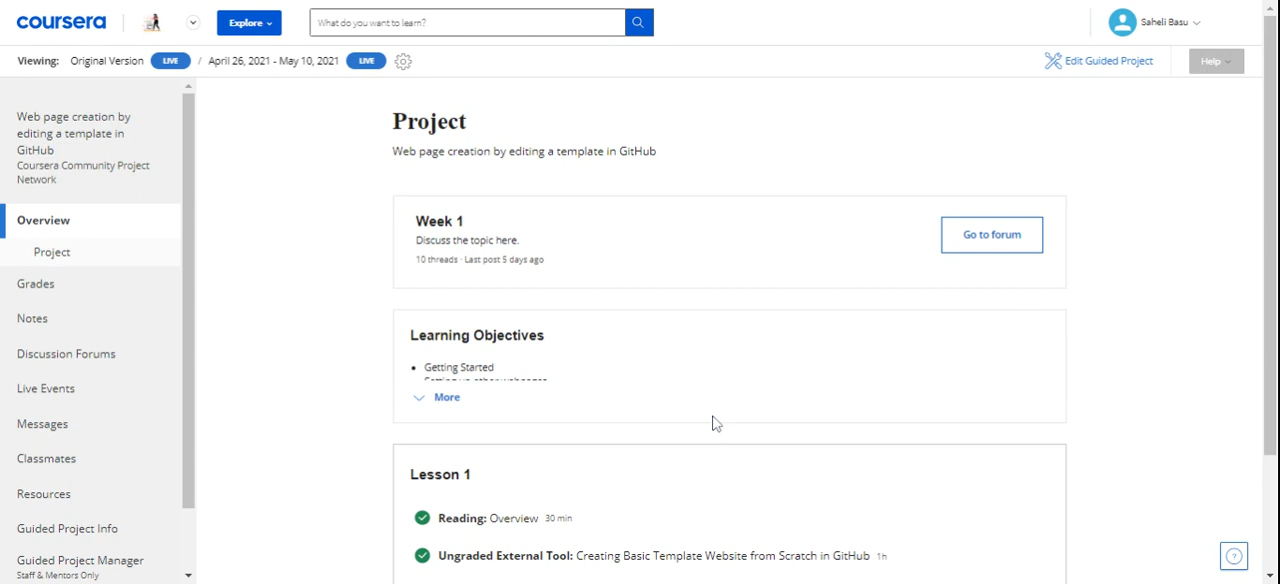 coursera
Explore
What do you want to learn?
Saheli Basu
Viewing: Original Version LIVE / April 26, 2021 - May 10, 2021 LIVE
Edit Guided Project
Help
Web page creation by
editing a template in
GitHub
Coursera Community Project
Network
Overview
Project
Grades
Notes
Discussion Forums
Live Events
Messages
Classmates
Resources
Guided Project Info
Guided Project Manager
Staff & Mentors Only
Project
Web page creation by editing a template in GitHub
Week 1
Discuss the topic here.
10 threads · Last post 5 days ago
Go to forum
Learning Objectives
• Getting Started
More
Lesson 1
Reading: Overview 30 min
Ungraded External Tool: Creating Basic Template Website from Scratch in GitHub 1h